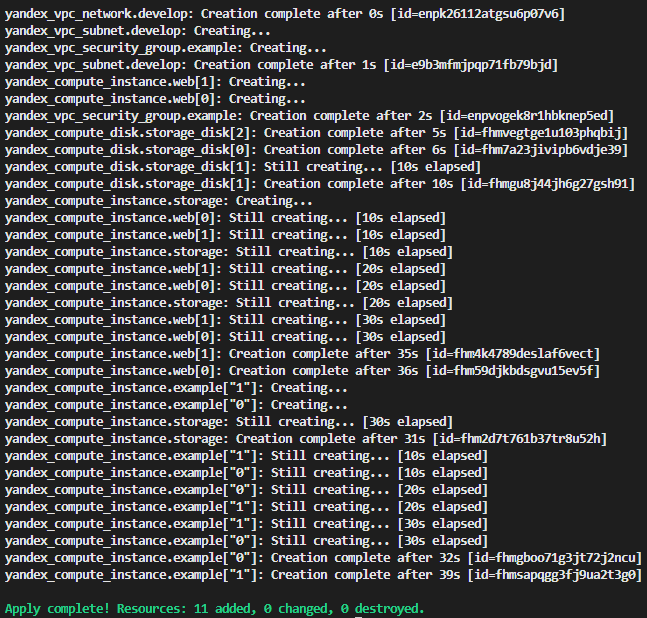 yandex_vpc_network.develop: Creation complete after 0s [id=enpk26112atgsu6p07v6]
yandex_vpc_subnet.develop: Creating...
yandex_vpc_security_group.example: Creating...
yandex_vpc_subnet.develop: Creation complete after 1s [id=e9b3mfmjpqp71fb79bjd]
yandex_compute_instance.web[1]: Creating...
yandex_compute_instance.web[0]: Creating...
yandex_vpc_security_group.example: Creation complete after 2s [id=enpvogek8r1hbknep5ed]
yandex_compute_disk.storage_disk[2]: Creation complete after 5s [id=fhmvegtge1u103phqbij]
yandex_compute_disk.storage_disk[0]: Creation complete after 6s [id=fhm7a23jivipb6vdje39]
yandex_compute_disk.storage_disk[1]: Still creating... [10s elapsed]
yandex_compute_disk.storage_disk[1]: Creation complete after 10s [id=fhmgu8j44jh6g27gsh91]
yandex_compute_instance.storage: Creating...
yandex_compute_instance.web[0]: Still creating... [10s elapsed]
yandex_compute_instance.web[1]: Still creating... [10s elapsed]
yandex_compute_instance.storage: Still creating... [10s elapsed]
yandex_compute_instance.web[1]: Still creating... [20s elapsed]
yandex_compute_instance.web[0]: Still creating... [20s elapsed]
yandex_compute_instance.storage: Still creating... [20s elapsed]
yandex_compute_instance.web[1]: Still creating... [30s elapsed]
yandex_compute_instance.web[0]: Still creating... [30s elapsed]
yandex_compute_instance.web[1]: Creation complete after 35s [id=fhm4k4789deslaf6vect]
yandex_compute_instance.web[0]: Creation complete after 36s [id=fhm59djkbdsgvu15ev5f]
yandex_compute_instance.example["1"]: Creating...
yandex_compute_instance.example["0"]: Creating...
yandex_compute_instance.storage: Still creating... [30s elapsed]
yandex_compute_instance.storage: Creation complete after 31s [id=fhm2d7t761b37tr8u52h]
yandex_compute_instance.example["1"]: Still creating... [10s elapsed]
yandex_compute_instance.example["0"]: Still creating... [10s elapsed]
yandex_compute_instance.example["0"]: Still creating... [20s elapsed]
yandex_compute_instance.example["1"]: Still creating... [20s elapsed]
yandex_compute_instance.example["1"]: Still creating... [30s elapsed]
yandex_compute_instance.example["0"]: Still creating... [30s elapsed]
yandex_compute_instance.example["0"]: Creation complete after 32s [id=fhmgboo71g3jt72j2ncu]
yandex_compute_instance.example["1"]: Creation complete after 39s [id=fhmsapqgg3fj9ua2t3g0]
Apply complete! Resources: 11 added, 0 changed, 0 destroyed.